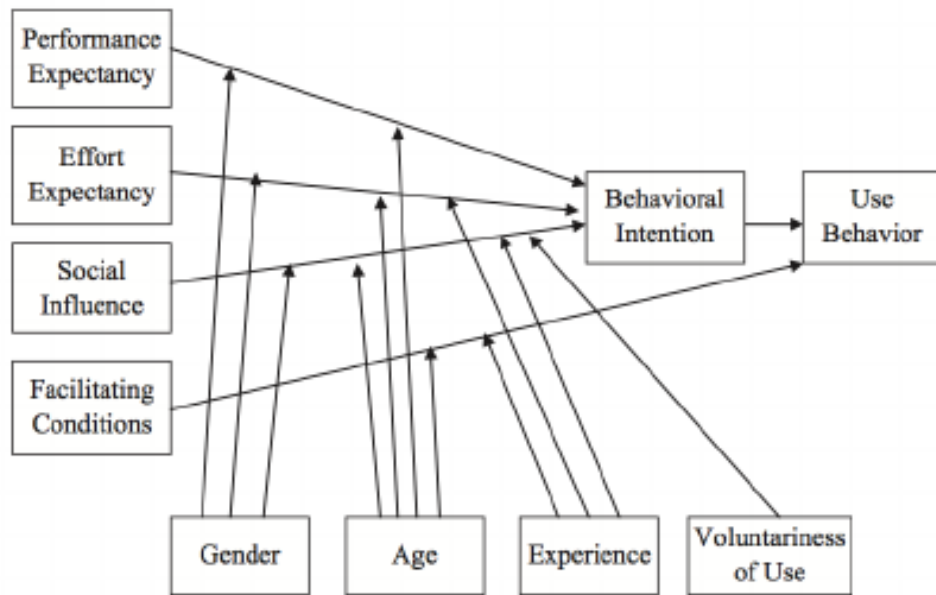 Performance
Expectancy
Effort
Expectancy
Behavioral
Intention
Use
Behavior
Social
Influence
Facilitating
Conditions
Gender
Age
Experience
Voluntariness
of Use